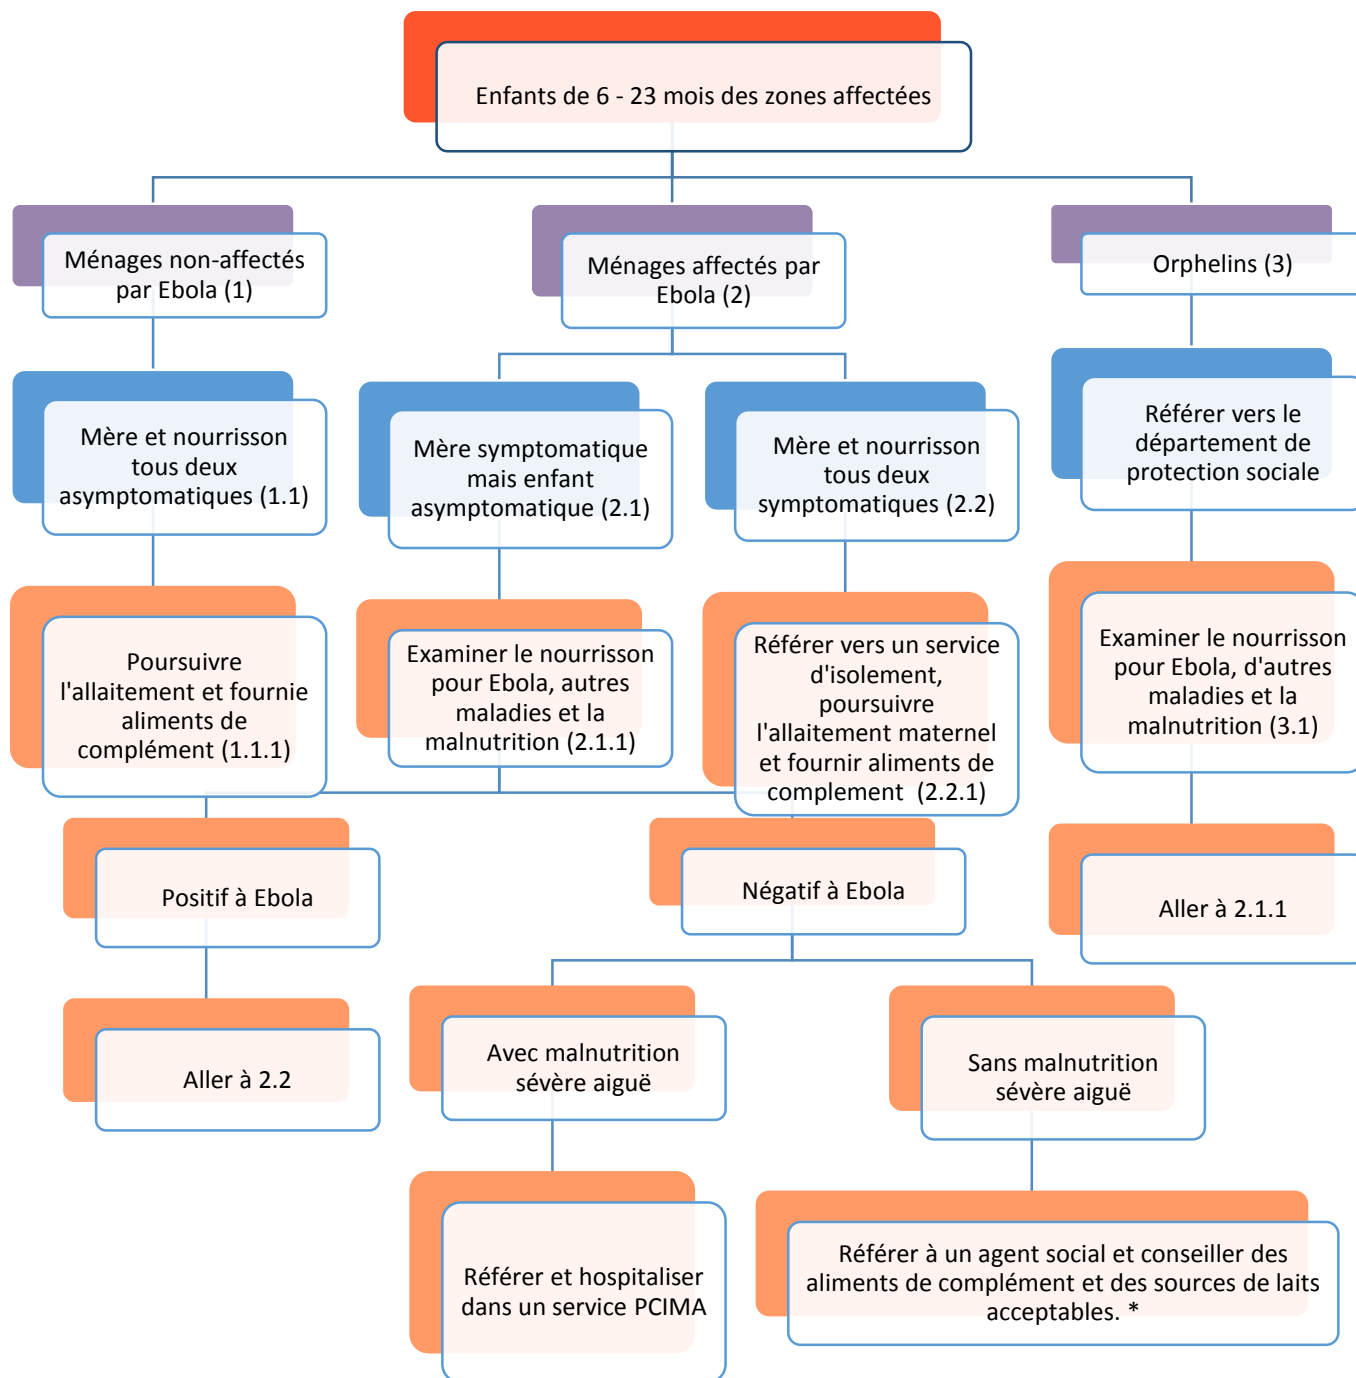 Enfants de 6 - 23 mois des zones affectées
Ménages non-affectés
par Ebola (1)
Ménages affectés par
Ebola (2)
Orphelins (3)
Mère et nourrisson
tous deux
asymptomatiques (1.1)
Mère symptomatique
mais enfant
asymptomatique (2.1)
Mère et nourrisson
tous deux
symptomatiques (2.2)
Référer vers le
département de
protection sociale
Poursuivre
l'allaitement et fournie
aliments de
complément (1.1.1)
Examiner le nourrisson
pour Ebola, autres
maladies et la
malnutrition (2.1.1)
Référer vers un service
d'isolement,
poursuivre
l'allaitement maternel
et fournir aliments de
complement (2.2.1)
Examiner le nourrisson
pour Ebola, d'autres
maladies et la
malnutrition (3.1)
Positif à Ebola
Négatif à Ebola
Aller à 2.1.1
Aller à 2.2
Avec malnutrition
sévère aiguë
Sans malnutrition
sévère aiguë
Référer et hospitaliser
dans un service PCIMA
Référer à un agent social et conseiller des
aliments de complément et des sources de laits
acceptables. *